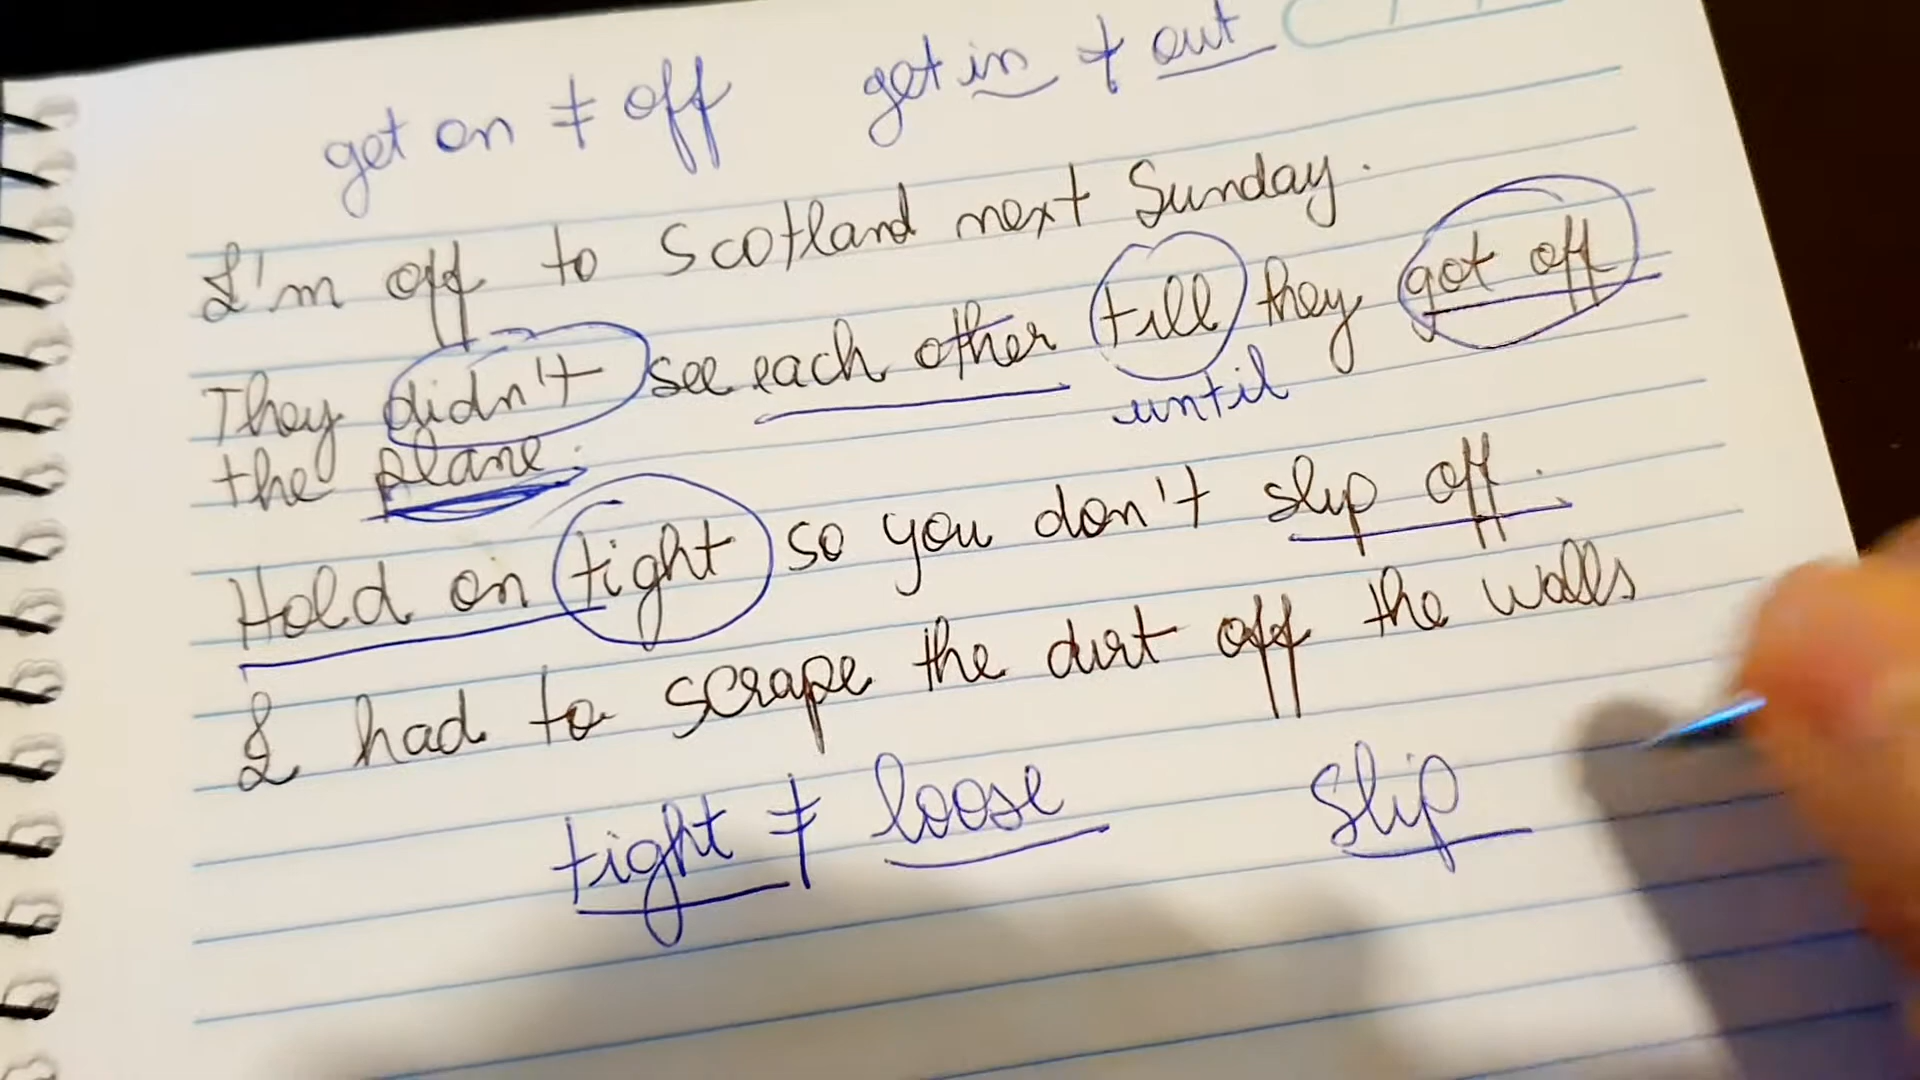 get on ≠ off get in ≠ out
I'm off to Scotland next Sunday.
They didn't see each other till they got off
until
the plane.
Hold on tight so you don't slip off.
I had to scrape the dirt off the walls
tight ≠ loose slip